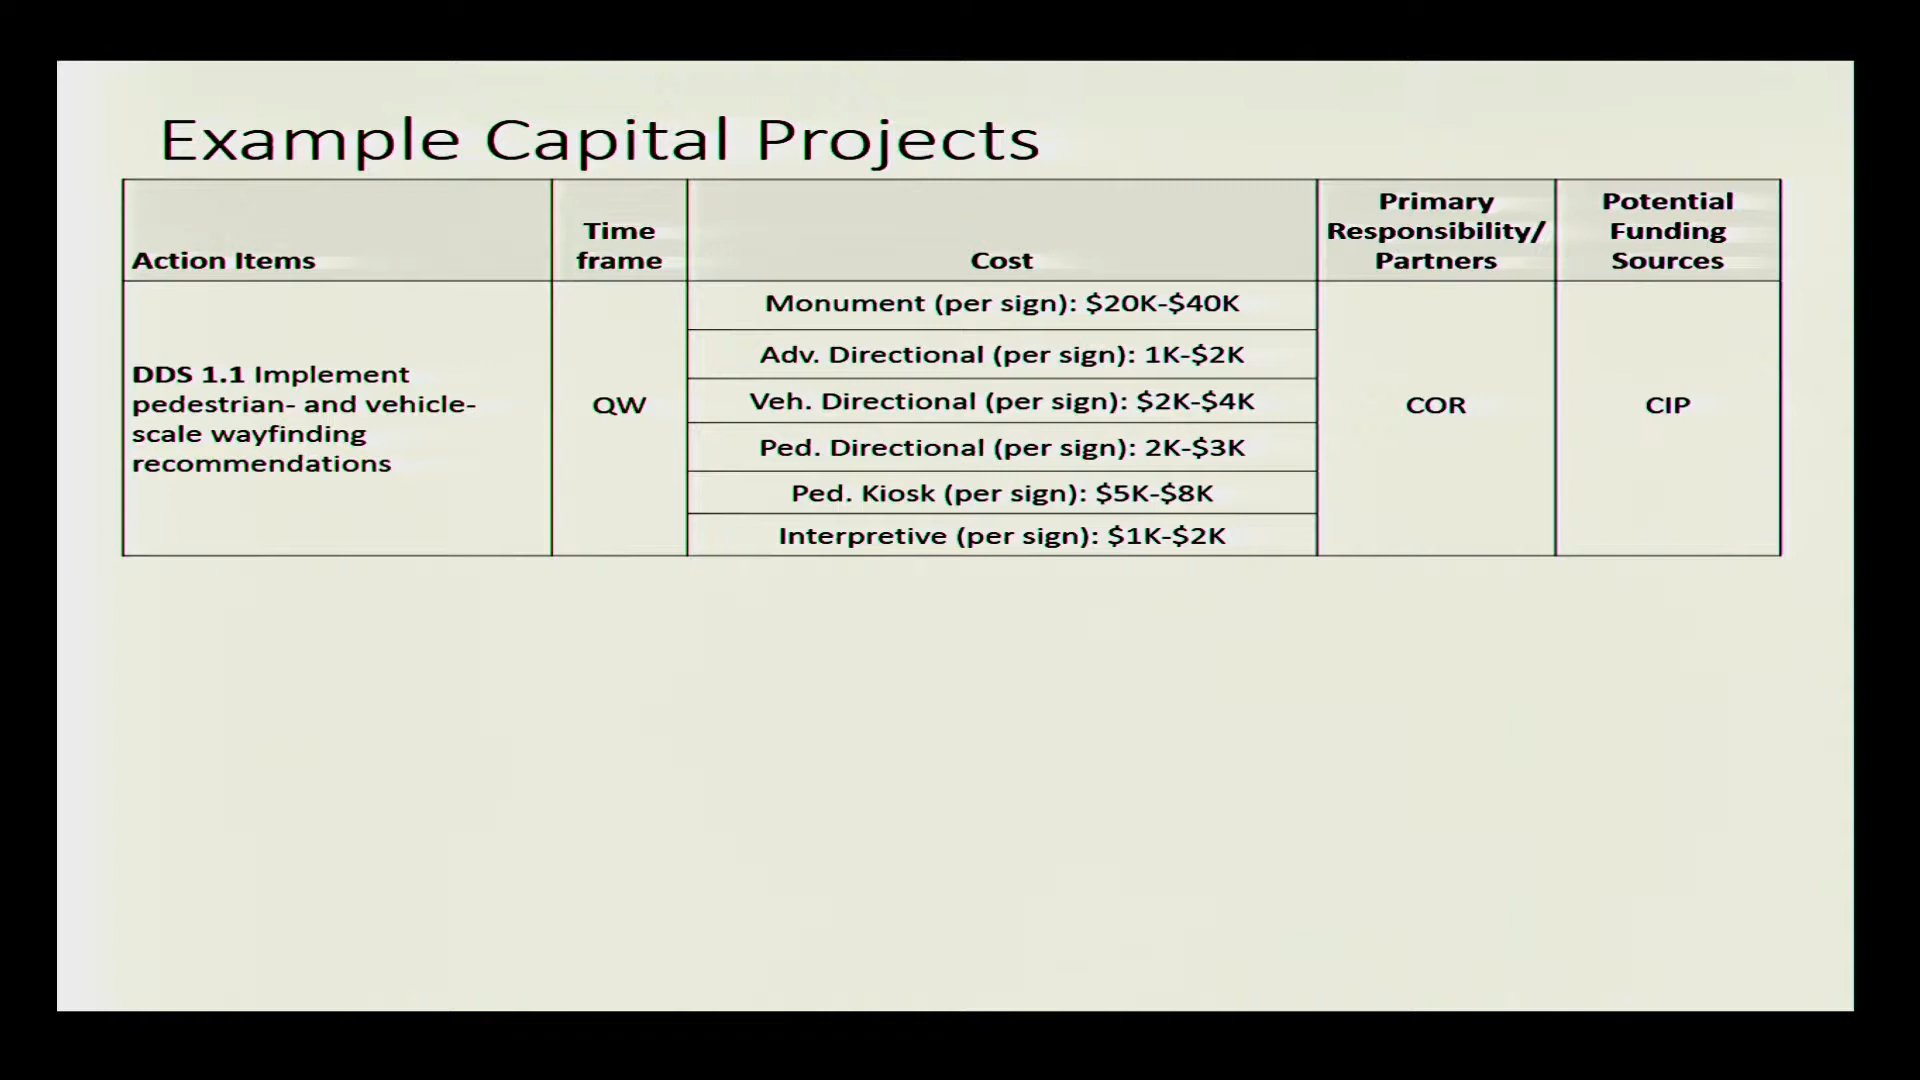 Example Capital Projects
Action Items
Time
frame
Cost
Primary
Responsibility/
Partners
Potential
Funding
Sources
DDS 1.1 Implement
pedestrian- and vehicle-
scale wayfinding
recommendations
QW
Monument (per sign): $20K-$40K
Adv. Directional (per sign): 1K-$2K
Veh. Directional (per sign): $2K-$4K
Ped. Directional (per sign): 2K-$3K
Ped. Kiosk (per sign): $5K-$8K
Interpretive (per sign): $1K-$2K
COR
CIP